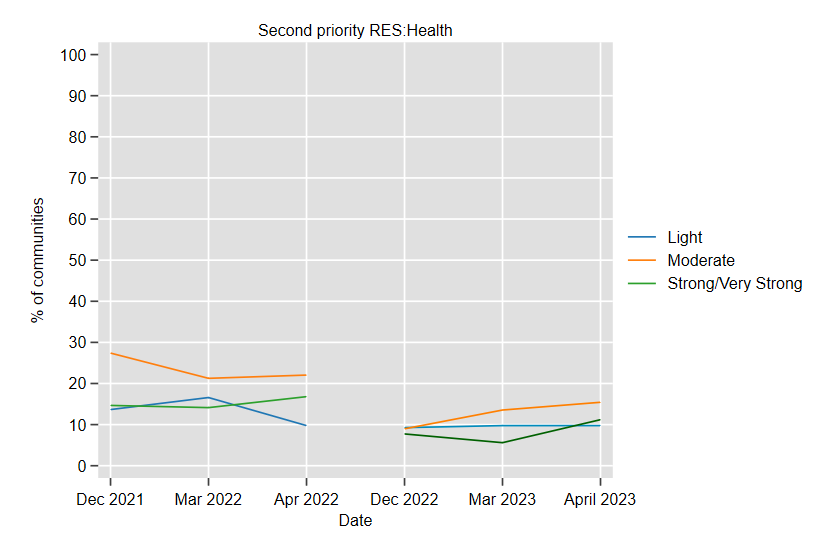 Second priority RES:Health
100
90
80
70
60
50
40
30
20
10
0
% of communities
Dec 2021 Mar 2022 Apr 2022 Dec 2022 Mar 2023 April 2023
Date
Light
Moderate
Strong/Very Strong